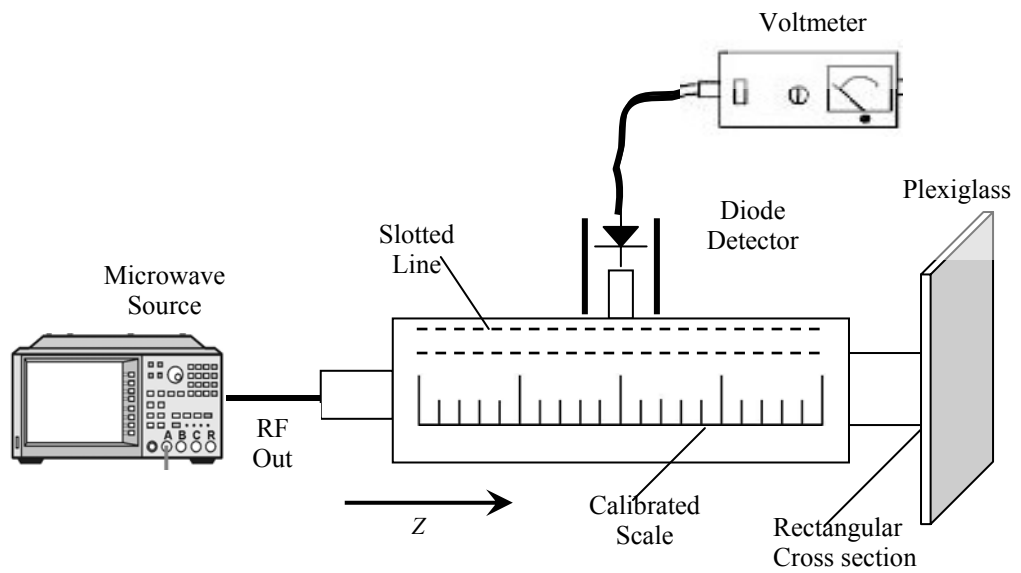 Voltmeter
Plexiglass
Diode
Detector
Slotted
Line
Microwave
Source
A B C R
RF
Out
Z
Calibrated
Scale
Rectangular
Cross section